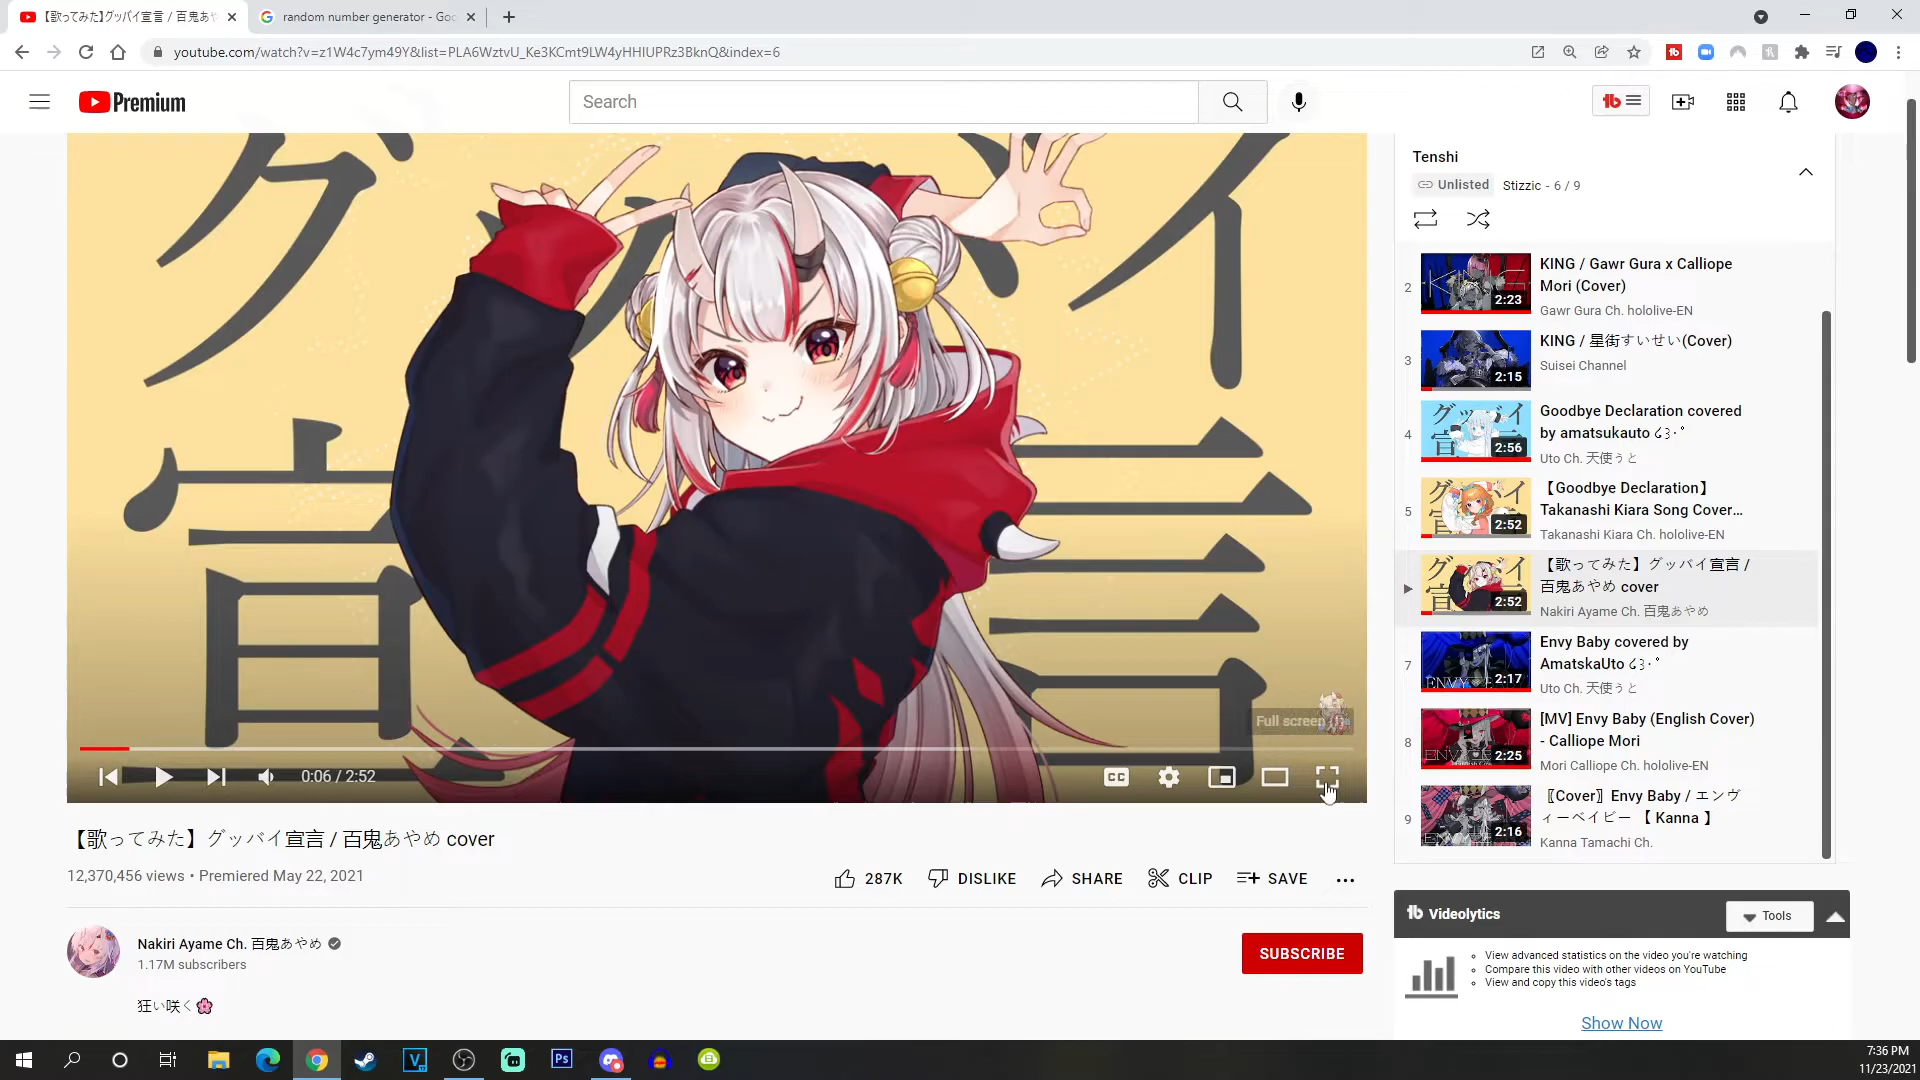 【歌ってみた】グッバイ宣言 / 百鬼あや
random number generator - Goo
youtube.com/watch?v=z1W4c7ym49Y&list=PLA6WztvU_Ke3KCmt9LW4yHHIUPRz3BknQ&index=6
Premium
Search
グッバイ
宣言
Full screen (f)
0:06 / 2:52
CC
【歌ってみた】グッバイ宣言 / 百鬼あやめ cover
12,370,456 views • Premiered May 22, 2021
287K
DISLIKE
SHARE
CLIP
SAVE
Nakiri Ayame Ch. 百鬼あやめ
1.17M subscribers
SUBSCRIBE
狂い咲く🌸
Tenshi
Unlisted
Stizzic - 6 / 9
2
2:23
KING / Gawr Gura x Calliope
Mori (Cover)
Gawr Gura Ch. hololive-EN
3
2:15
KING / 星街すいせい(Cover)
Suisei Channel
4
2:56
Goodbye Declaration covered
by amatsukauto
Uto Ch. 天使うと
5
2:52
【Goodbye Declaration】
Takanashi Kiara Song Cover...
Takanashi Kiara Ch. hololive-EN
2:52
【歌ってみた】グッバイ宣言 /
百鬼あやめ cover
Nakiri Ayame Ch. 百鬼あやめ
7
2:17
Envy Baby covered by
AmatskaUto
Uto Ch. 天使うと
8
2:25
[MV] Envy Baby (English Cover)
- Calliope Mori
Mori Calliope Ch. hololive-EN
9
2:16
〖Cover〗Envy Baby / エンヴ
ィーベイビー 【 Kanna 】
Kanna Tamachi Ch.
Videolytics
Tools
View advanced statistics on the video you're watching
Compare this video with other videos on YouTube
View and copy this video's tags
Show Now
7:36 PM
11/23/2021